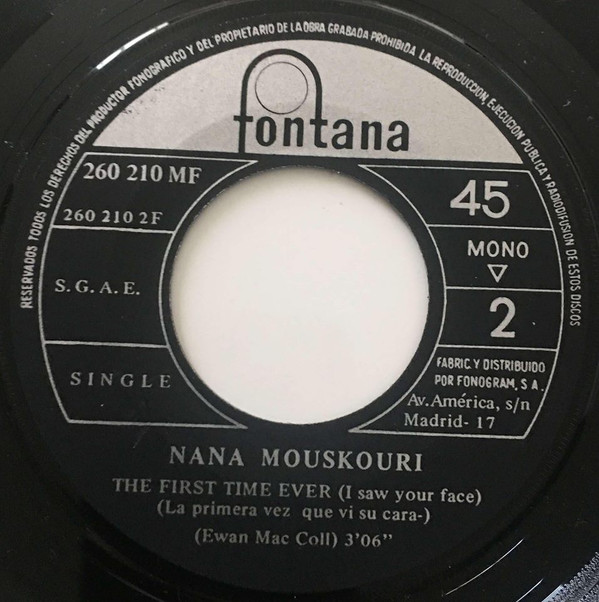 RESERVADOS TODOS LOS DERECHOS DEL PRODUCTOR FONOGRAFICO Y DEL PROPIETARIO DE LA OBRA GRABADA PROHIBIDA LA REPRODUCCION, EJECUCION PUBLICA Y RADIODIFUSION DE ESTOS DISCOS
fontana
260 210 MF
260 210 2F
S.G.A.E.
SINGLE
45
MONO
2
FABRIC. Y DISTRIBUIDO
POR FONOGRAM, S.A.
Av. América, s/n
Madrid- 17
NANA MOUSKOURI
THE FIRST TIME EVER (I saw your face)
(La primera vez que vi su cara-)
(Ewan Mac Coll) 3'06"